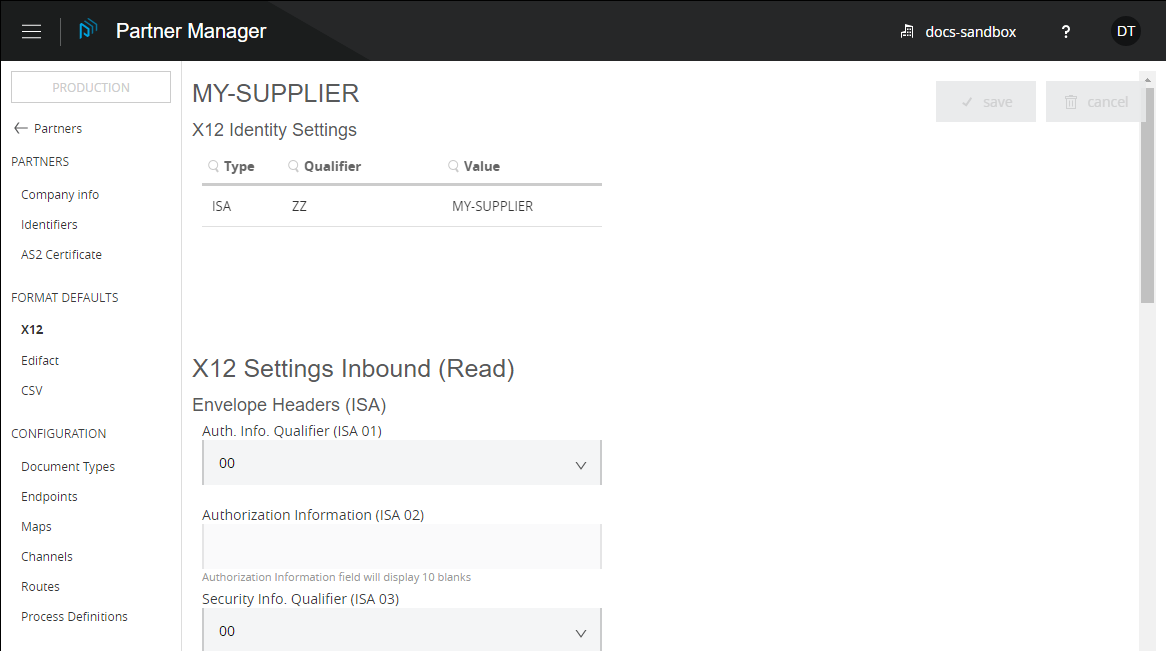 Partner Manager
docs-sandbox
?
DT
PRODUCTION
Partners
PARTNERS
Company info
Identifiers
AS2 Certificate
FORMAT DEFAULTS
X12
Edifact
CSV
CONFIGURATION
Document Types
Endpoints
Maps
Channels
Routes
Process Definitions
MY-SUPPLIER
save
cancel
X12 Identity Settings
Type Qualifier Value
ISA ZZ MY-SUPPLIER
X12 Settings Inbound (Read)
Envelope Headers (ISA)
Auth. Info. Qualifier (ISA 01)
00
Authorization Information (ISA 02)
Authorization Information field will display 10 blanks
Security Info. Qualifier (ISA 03)
00